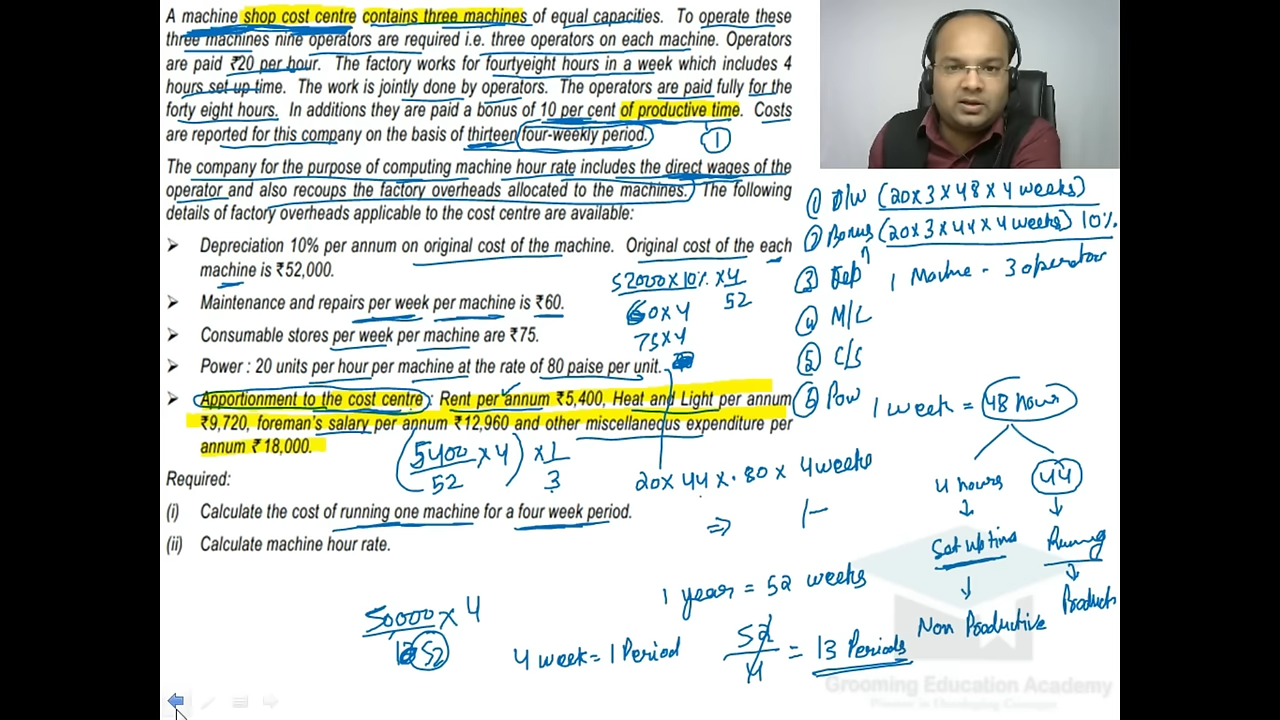 A machine shop cost centre contains three machines of equal capacities. To operate these
three machines nine operators are required i.e. three operators on each machine. Operators
are paid ₹20 per hour. The factory works for fourtyeight hours in a week which includes 4
hours set up time. The work is jointly done by operators. The operators are paid fully for the
forty eight hours. In additions they are paid a bonus of 10 per cent of productive time. Costs
are reported for this company on the basis of thirteen four-weekly period.
1
The company for the purpose of computing machine hour rate includes the direct wages of the
operator and also recoups the factory overheads allocated to the machines. The following
details of factory overheads applicable to the cost centre are available:
➤ Depreciation 10% per annum on original cost of the machine. Original cost of the each
machine is ₹52,000.
➤ Maintenance and repairs per week per machine is ₹60.
➤ Consumable stores per week per machine are ₹75.
➤ Power : 20 units per hour per machine at the rate of 80 paise per unit.
➤ Apportionment to the cost centre : Rent per annum ₹5,400, Heat and Light per annum
₹9,720, foreman's salary per annum ₹12,960 and other miscellaneous expenditure per
annum ₹18,000.
Required:
(i) Calculate the cost of running one machine for a four week period.
(ii) Calculate machine hour rate.
52000 x 10% x 4
52
60 x 4
75 x 4
(5400 x 4) x 1
52 3
20 x 44 x .80 x 4 weeks
⇒ /-
① D/W (20 x 3 x 48 x 4 weeks)
② Bonus (20 x 3 x 44 x 4 weeks) 10%
③ Dep 1 Machine - 3 operator
④ M/C
⑤ C/S
⑥ Pow
1 week = 48 hour
4 hours 44
Set up time Running
Non Productive
1 year = 52 weeks
50000 x 4
52
4 week = 1 Period
52
4
= 13 Periods
Grooming Education Academy